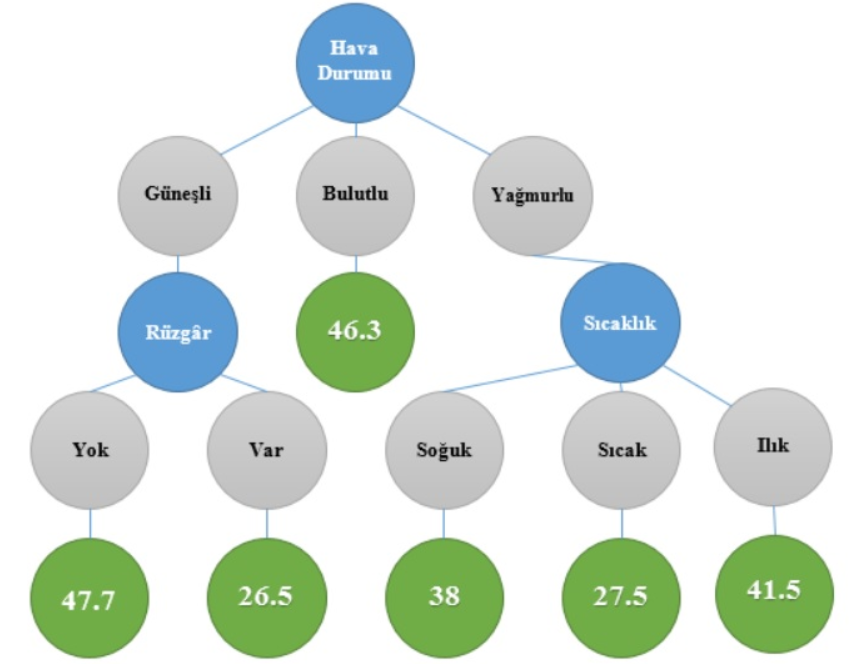 Hava
Durumu
Güneşli
Bulutlu
Yağmurlu
Rüzgâr
46.3
Sıcaklık
Yok
Var
Soğuk
Sıcak
Ilık
47.7
26.5
38
27.5
41.5